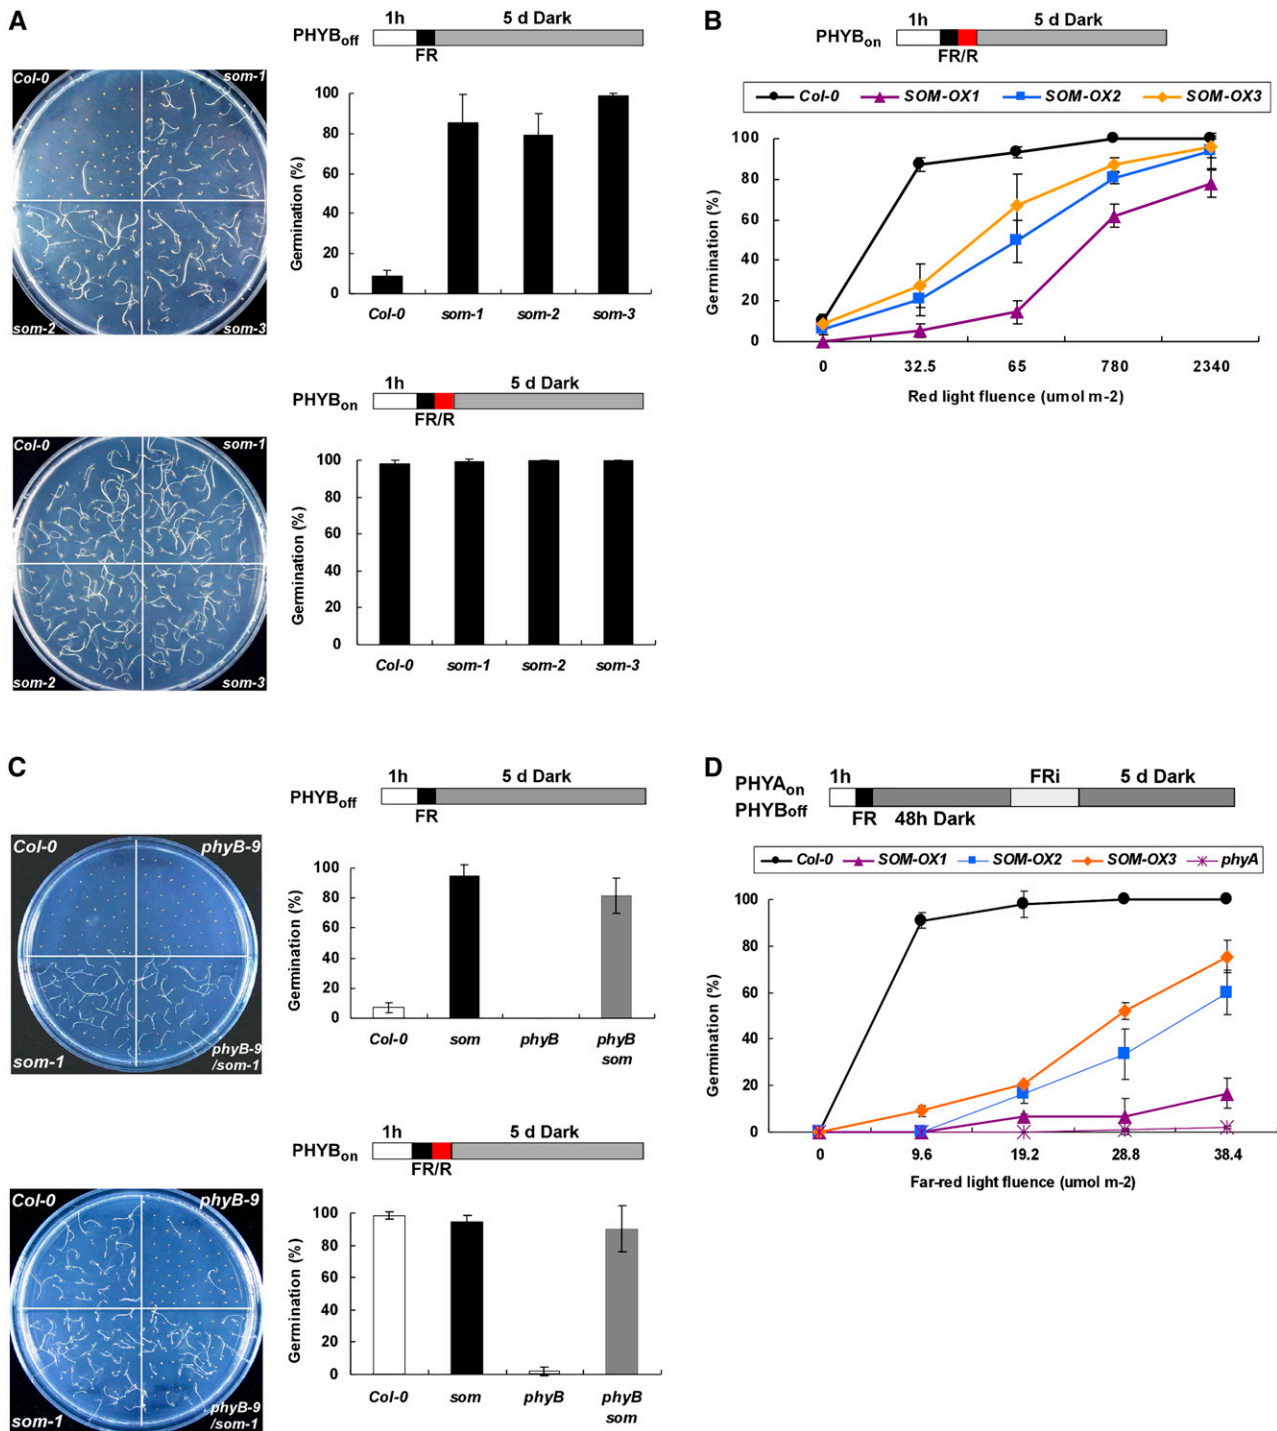 A
1h 5 d Dark
PHYBoff
FR
Col-0 som-1
som-2 som-3
Germination (%)
100
80
60
40
20
0
Col-0 som-1 som-2 som-3
1h 5 d Dark
PHYBon
FR/R
Col-0 som-1
som-2 som-3
Germination (%)
100
80
60
40
20
0
Col-0 som-1 som-2 som-3
B
1h 5 d Dark
PHYBon
FR/R
Col-0 SOM-OX1 SOM-OX2 SOM-OX3
Germination (%)
100
80
60
40
20
0
0 32.5 65 780 2340
Red light fluence (umol m-2)
C
1h 5 d Dark
PHYBoff
FR
Col-0 phyB-9
som-1 phyB-9
/som-1
Germination (%)
100
80
60
40
20
0
Col-0 som phyB phyB
som
1h 5 d Dark
PHYBon
FR/R
Col-0 phyB-9
som-1 phyB-9
/som-1
Germination (%)
100
80
60
40
20
0
Col-0 som phyB phyB
som
D
1h FRi 5 d Dark
PHYAon
PHYBoff
FR 48h Dark
Col-0 SOM-OX1 SOM-OX2 SOM-OX3 phyA
Germination (%)
100
80
60
40
20
0
0 9.6 19.2 28.8 38.4
Far-red light fluence (umol m-2)